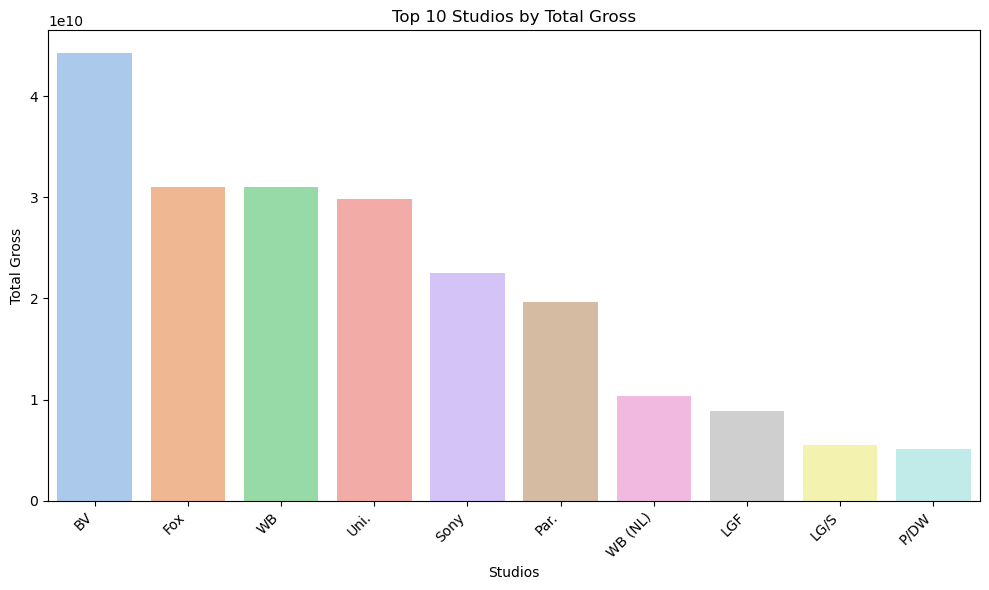 Top 10 Studios by Total Gross
1e10
4
3
2
1
0
Total Gross
BV
Fox
WB
Uni.
Sony
Par.
WB (NL)
LGF
LG/S
P/DW
Studios